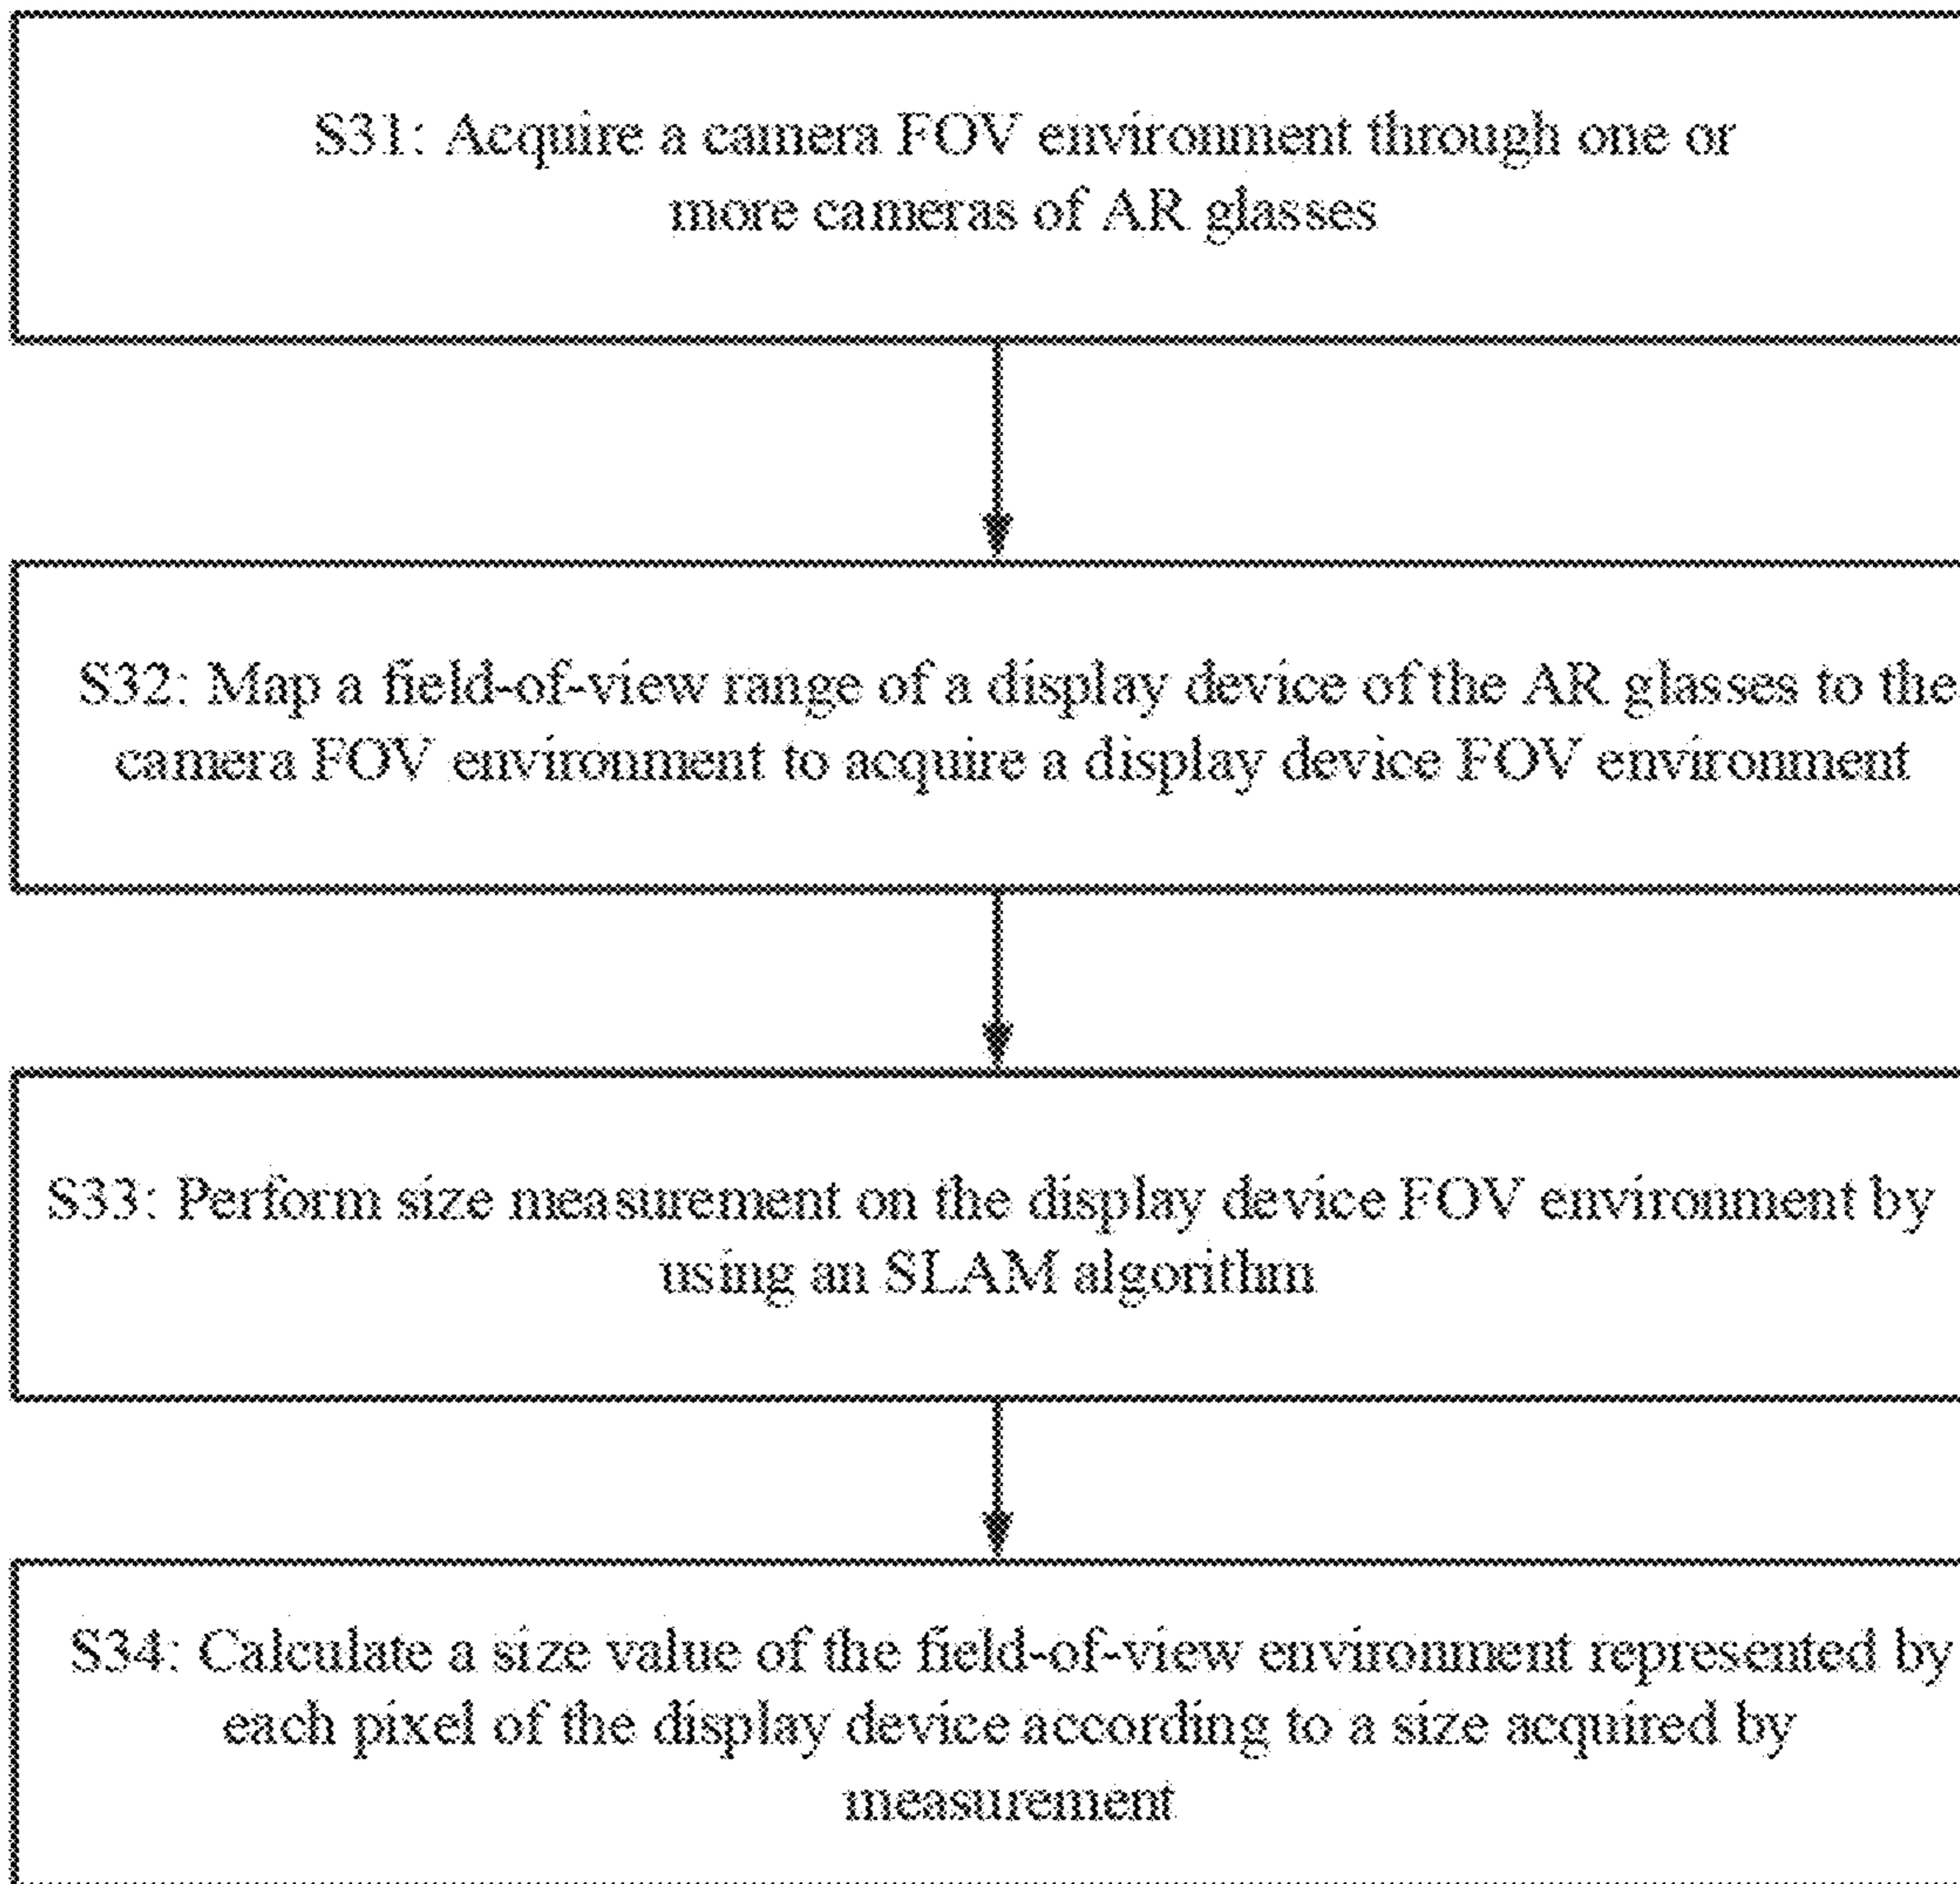 S31: Acquire a camera FOV environment through one or
more cameras of AR glasses
S32: Map a field-of-view range of a display device of the AR glasses to the
camera FOV environment to acquire a display device FOV environment
S33: Perform size measurement on the display device FOV environment by
using an SLAM algorithm
S34: Calculate a size value of the field-of-view environment represented by
each pixel of the display device according to a size acquired by
measurement